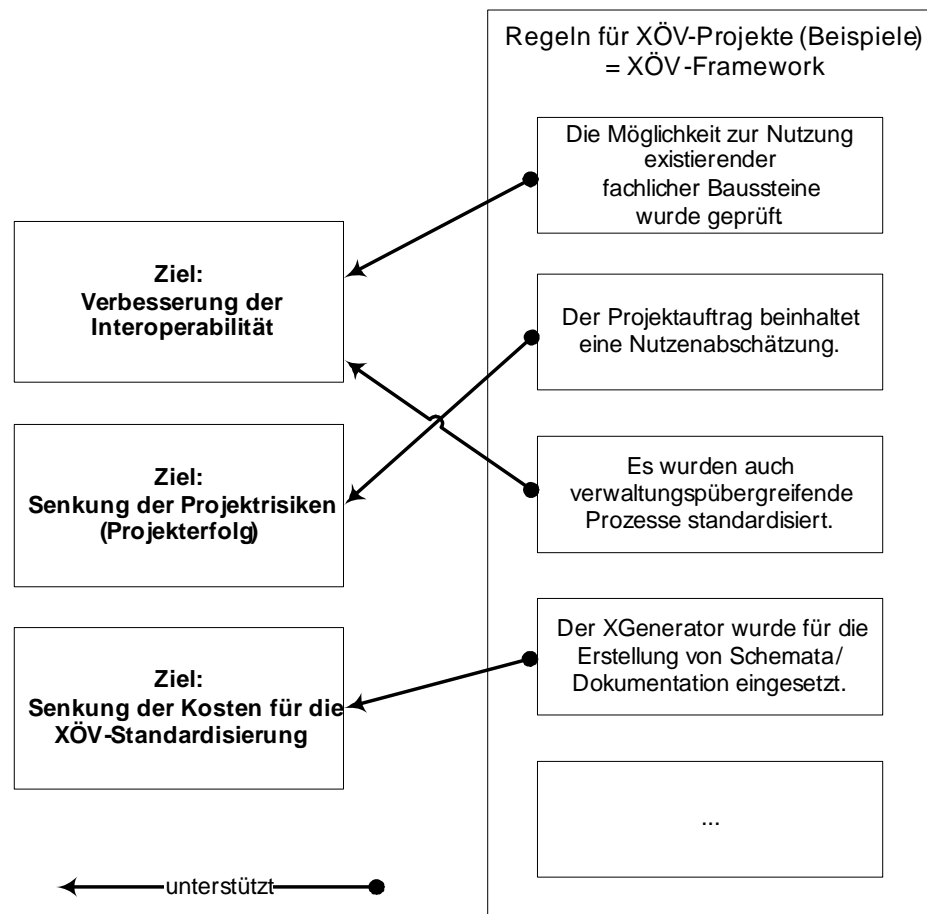 Regeln für XÖV-Projekte (Beispiele)
= XÖV-Framework
Die Möglichkeit zur Nutzung
existierender
fachlicher Baussteine
wurde geprüft
Ziel:
Verbesserung der
Interoperabilität
Der Projektauftrag beinhaltet
eine Nutzenabschätzung.
Ziel:
Senkung der Projektrisiken
(Projekterfolg)
Es wurden auch
verwaltungspübergreifende
Prozesse standardisiert.
Ziel:
Senkung der Kosten für die
XÖV-Standardisierung
Der XGenerator wurde für die
Erstellung von Schemata/
Dokumentation eingesetzt.
...
unterstützt